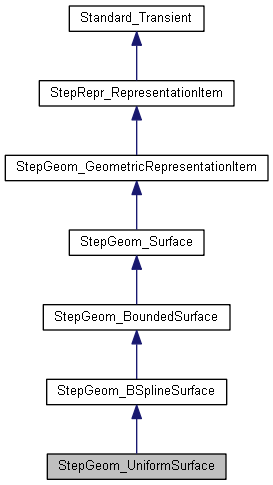 Standard_Transient
StepRepr_RepresentationItem
StepGeom_GeometricRepresentationItem
StepGeom_Surface
StepGeom_BoundedSurface
StepGeom_BSplineSurface
StepGeom_UniformSurface